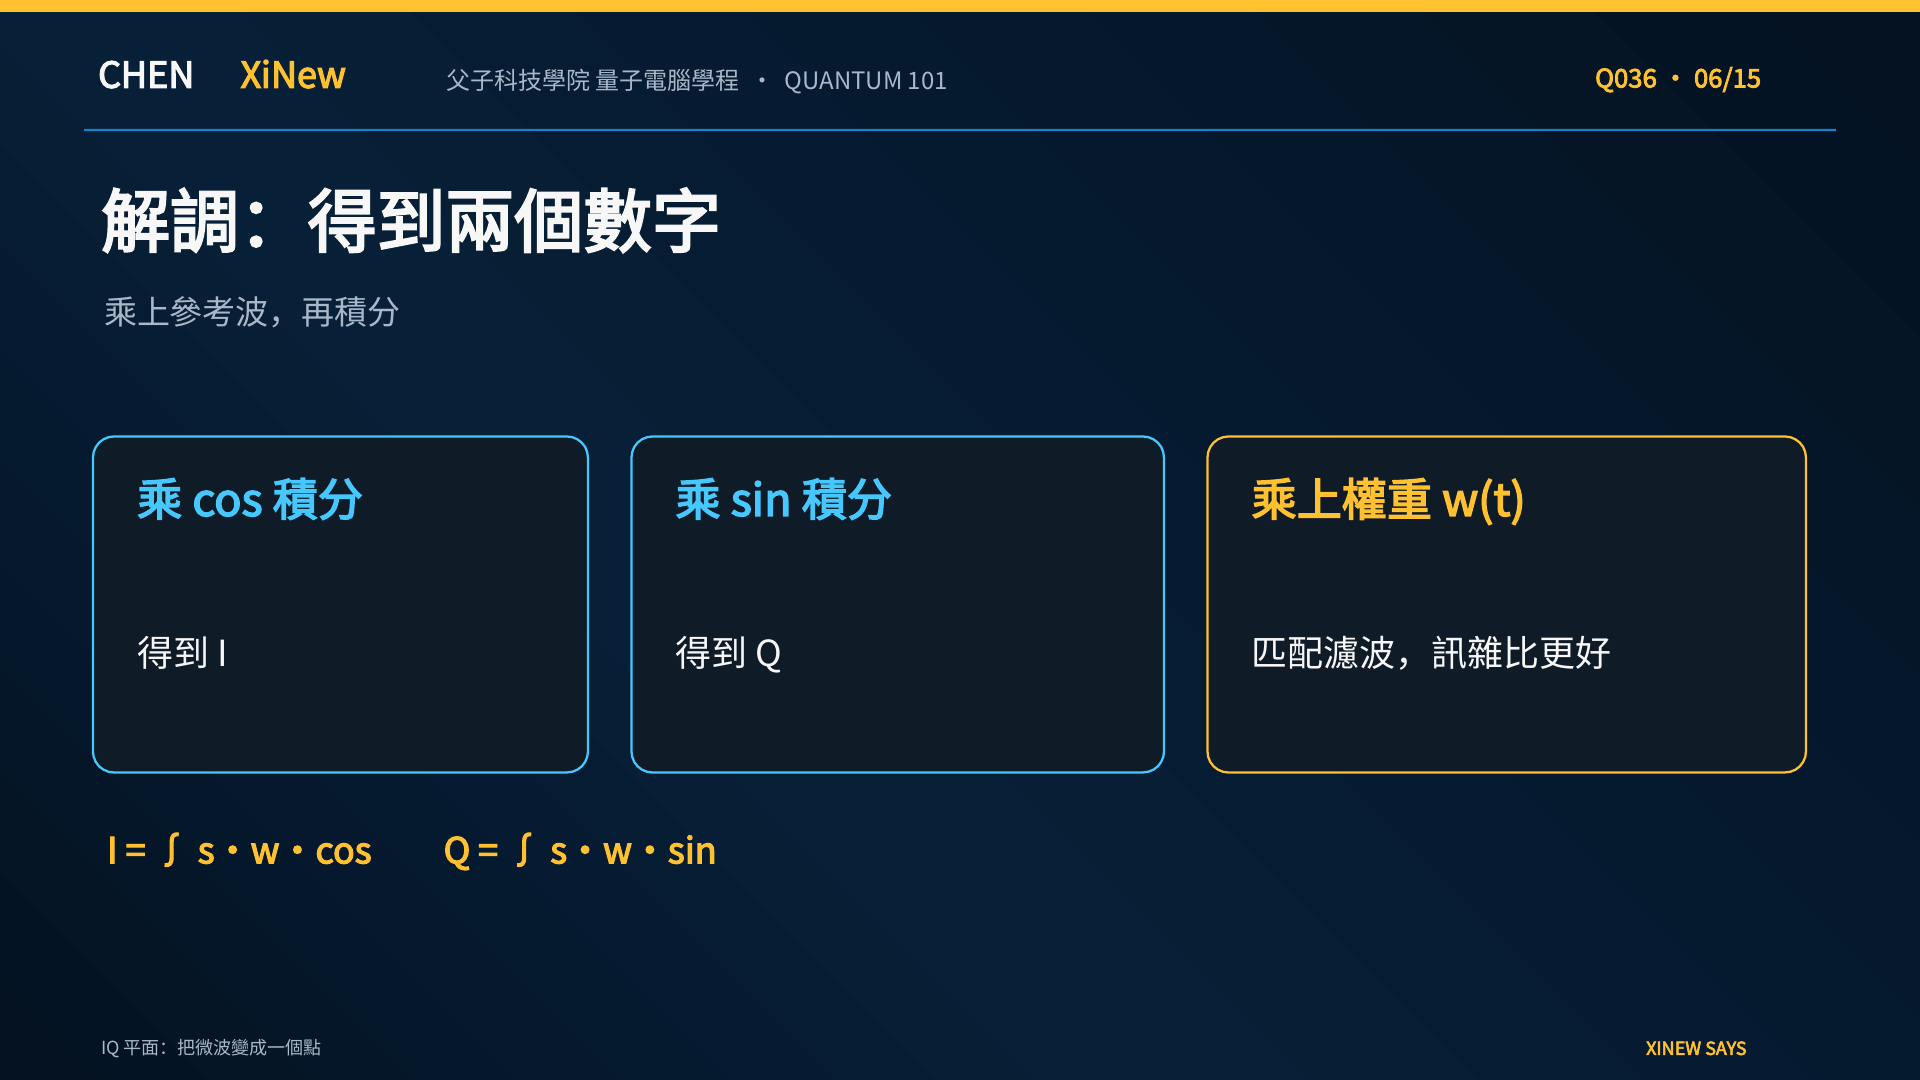 CHEN XiNew 父子科技學院 量子電腦學程 · QUANTUM 101 Q036 · 06/15
解調：得到兩個數字
乘上參考波，再積分
乘 cos 積分
得到 I
乘 sin 積分
得到 Q
乘上權重 w(t)
匹配濾波，訊雜比更好
I = ∫ s · w · cos Q = ∫ s · w · sin
IQ 平面：把微波變成一個點 XINEW SAYS